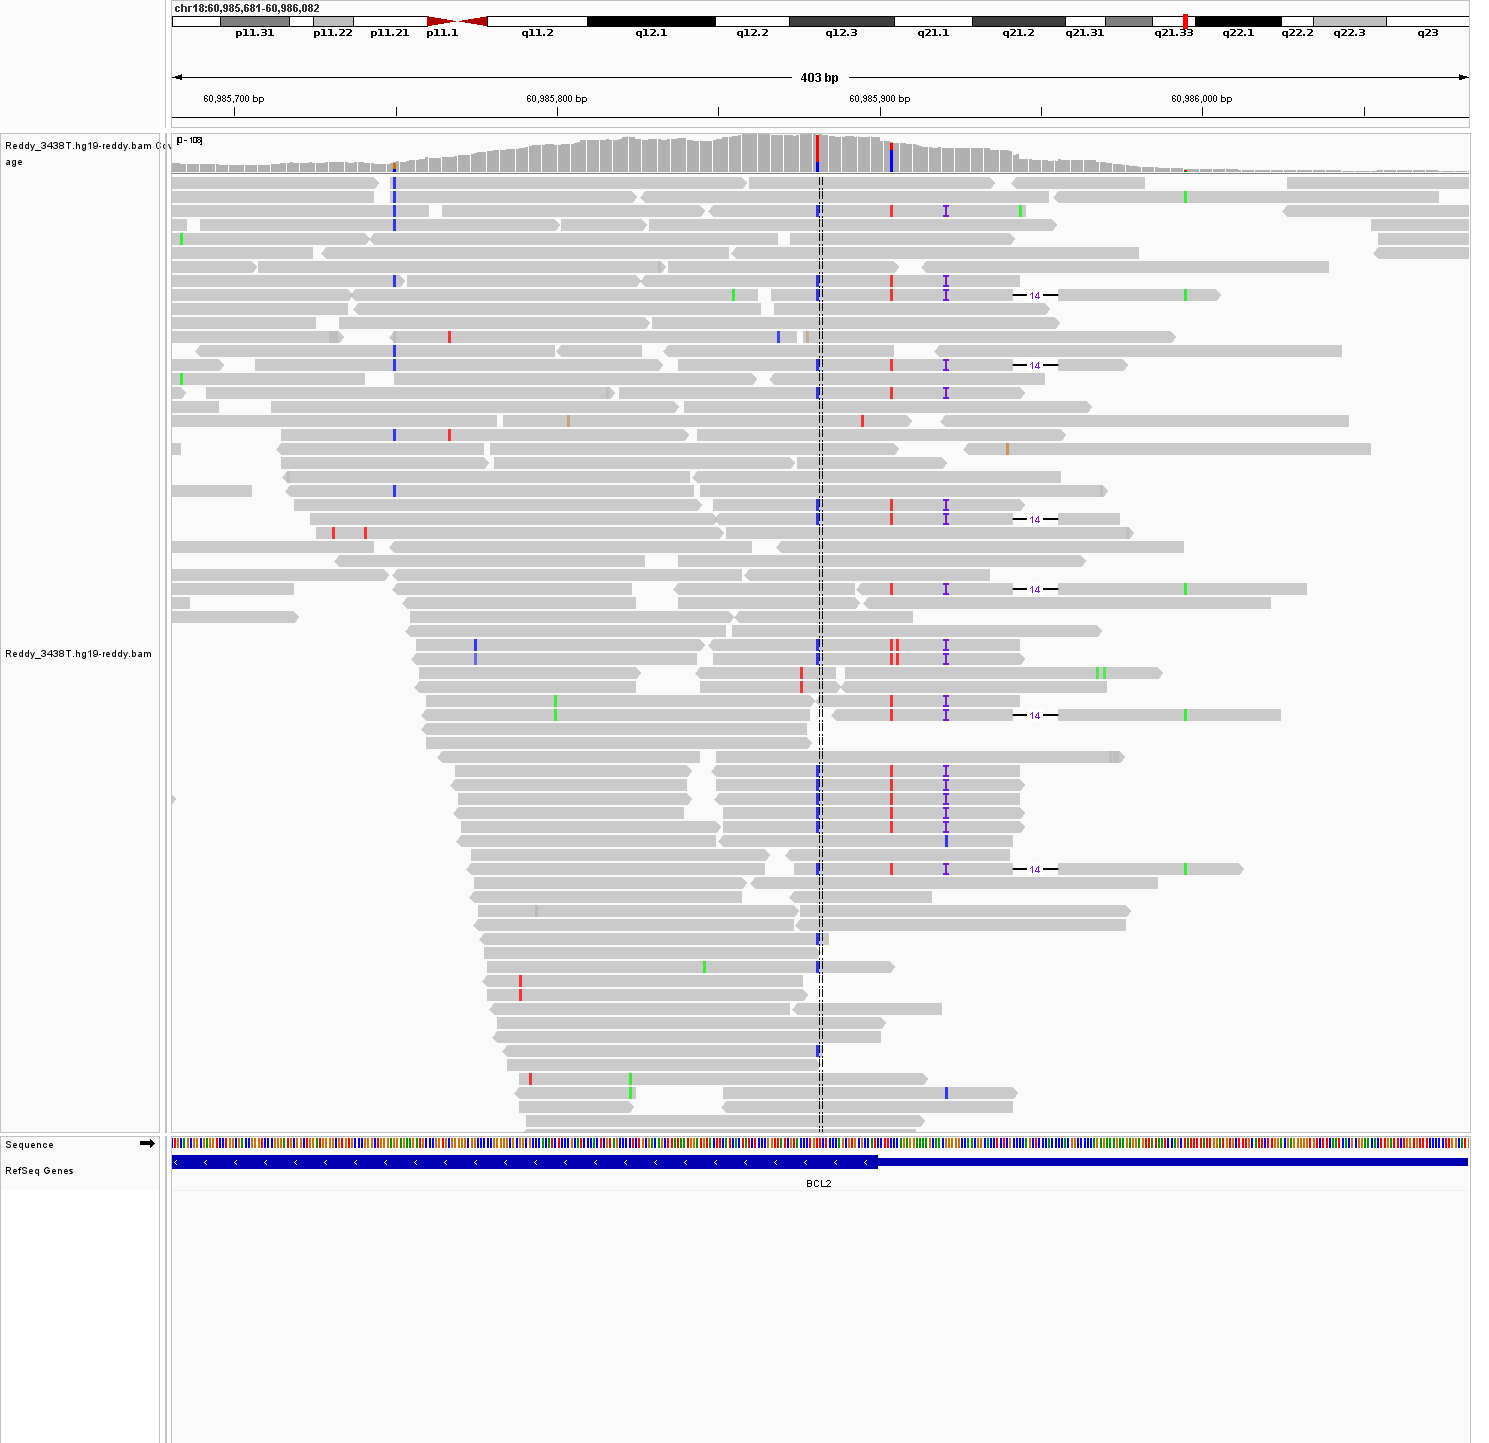 chr18:60,985,681-60,986,082
p11.31 p11.22 p11.21 p11.1 q11.2 q12.1 q12.2 q12.3 q21.1 q21.2 q21.31 q21.33 q22.1 q22.2 q22.3 q23
403 bp
60,985,700 bp 60,985,800 bp 60,985,900 bp 60,986,000 bp
Reddy_3438T.hg19-reddy.bam Cov
age
[0 - 108]
14
14
14
14
14
14
Reddy_3438T.hg19-reddy.bam
Sequence
RefSeq Genes
BCL2